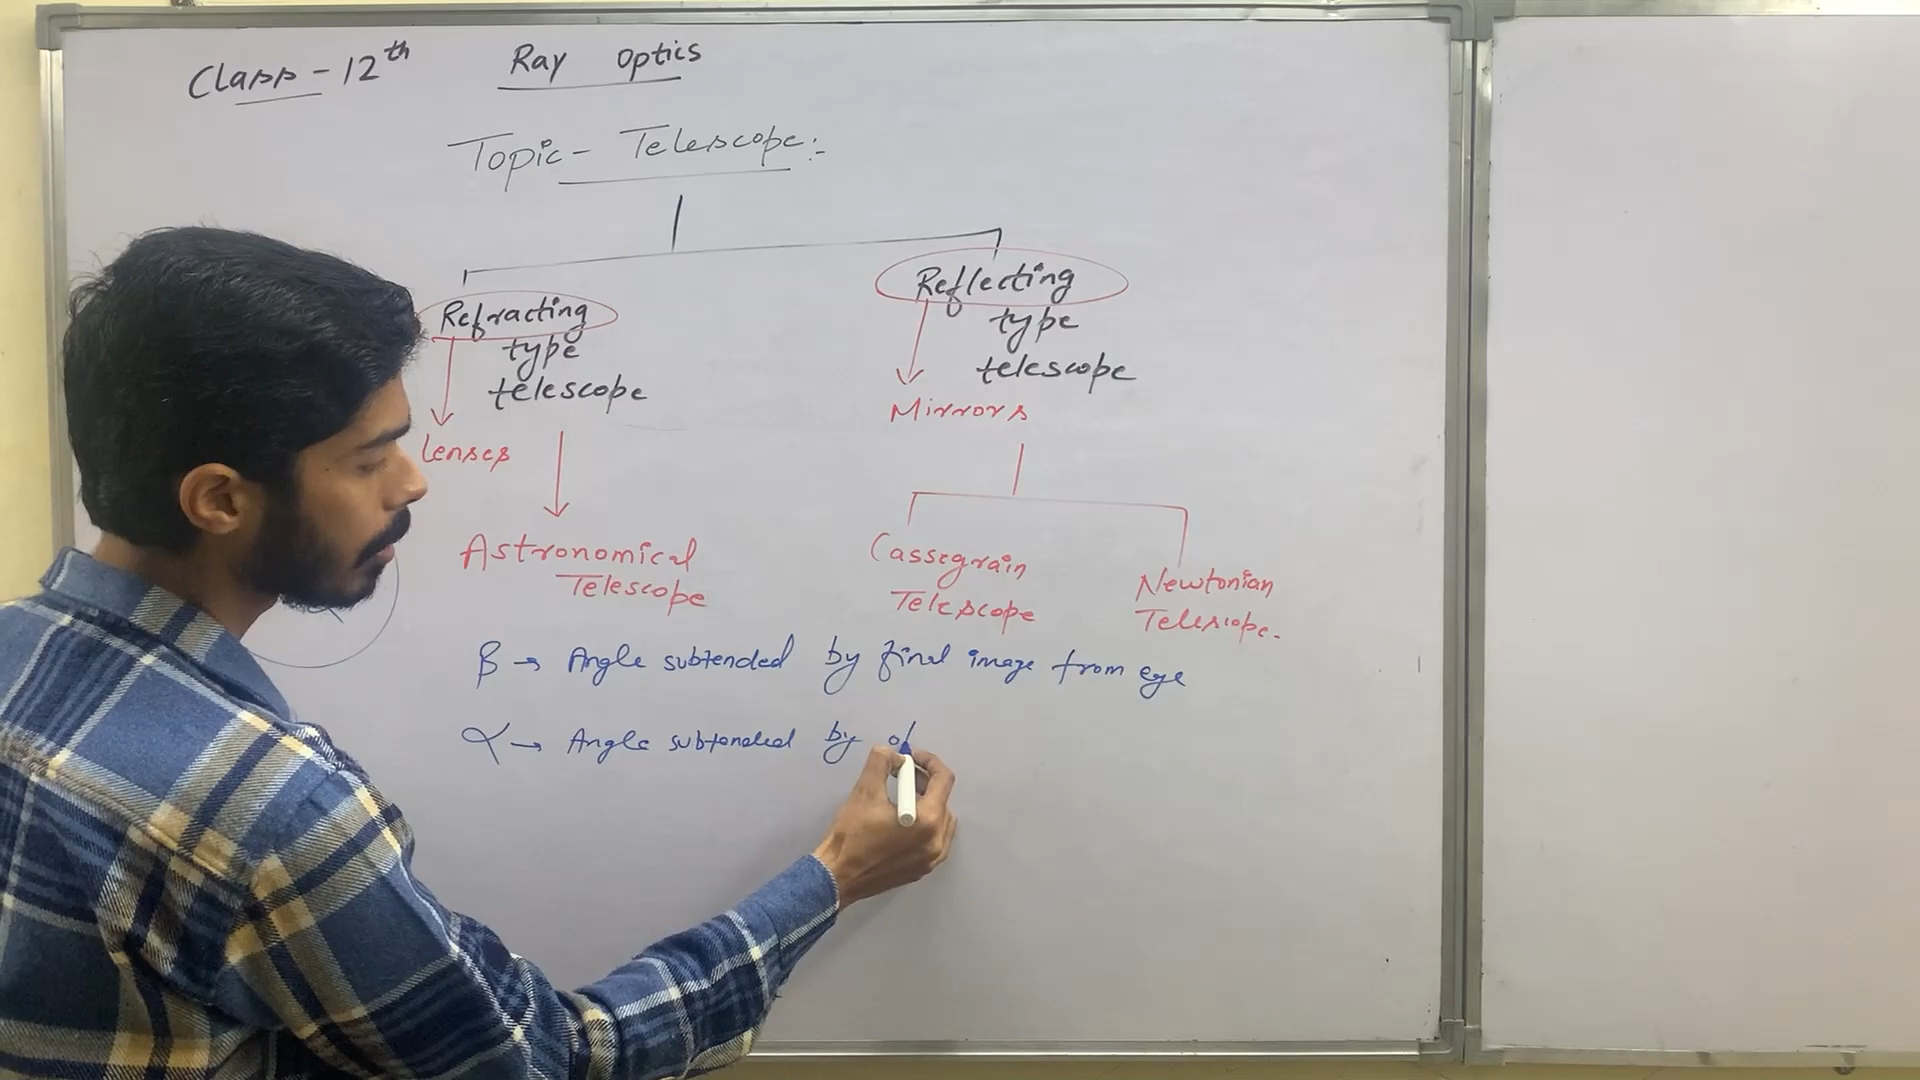 Class - 12th
Ray Optics
Topic - Telescope :-
Refracting
type
telescope
Lenses
Astronomical
Telescope
Reflecting
type
telescope
Mirrors
Cassegrain
Telescope
Newtonian
Telescope.
β → Angle subtended by final image from eye
α → Angle subtended by